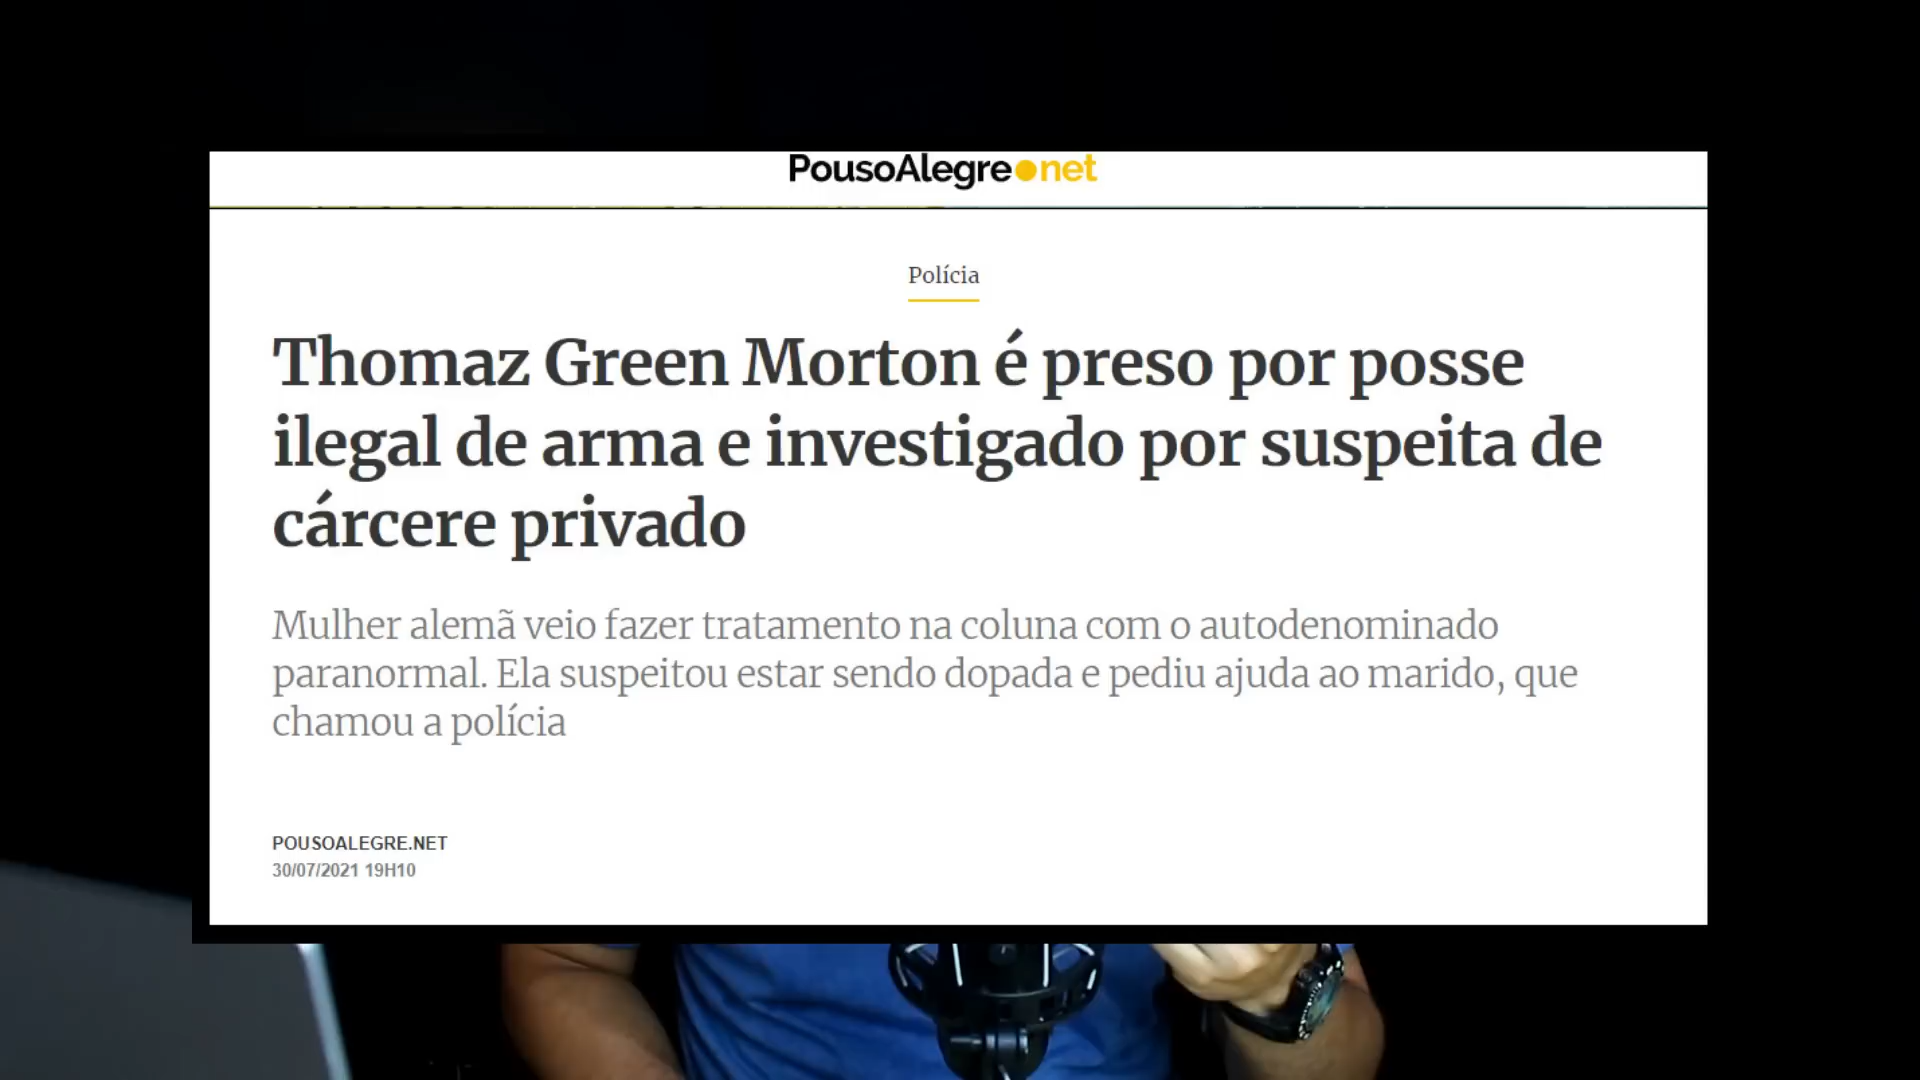 PousoAlegre.net
Polícia
Thomaz Green Morton é preso por posse
ilegal de arma e investigado por suspeita de
cárcere privado
Mulher alemã veio fazer tratamento na coluna com o autodenominado
paranormal. Ela suspeitou estar sendo dopada e pediu ajuda ao marido, que
chamou a polícia
POUSOALEGRE.NET
30/07/2021 19H10